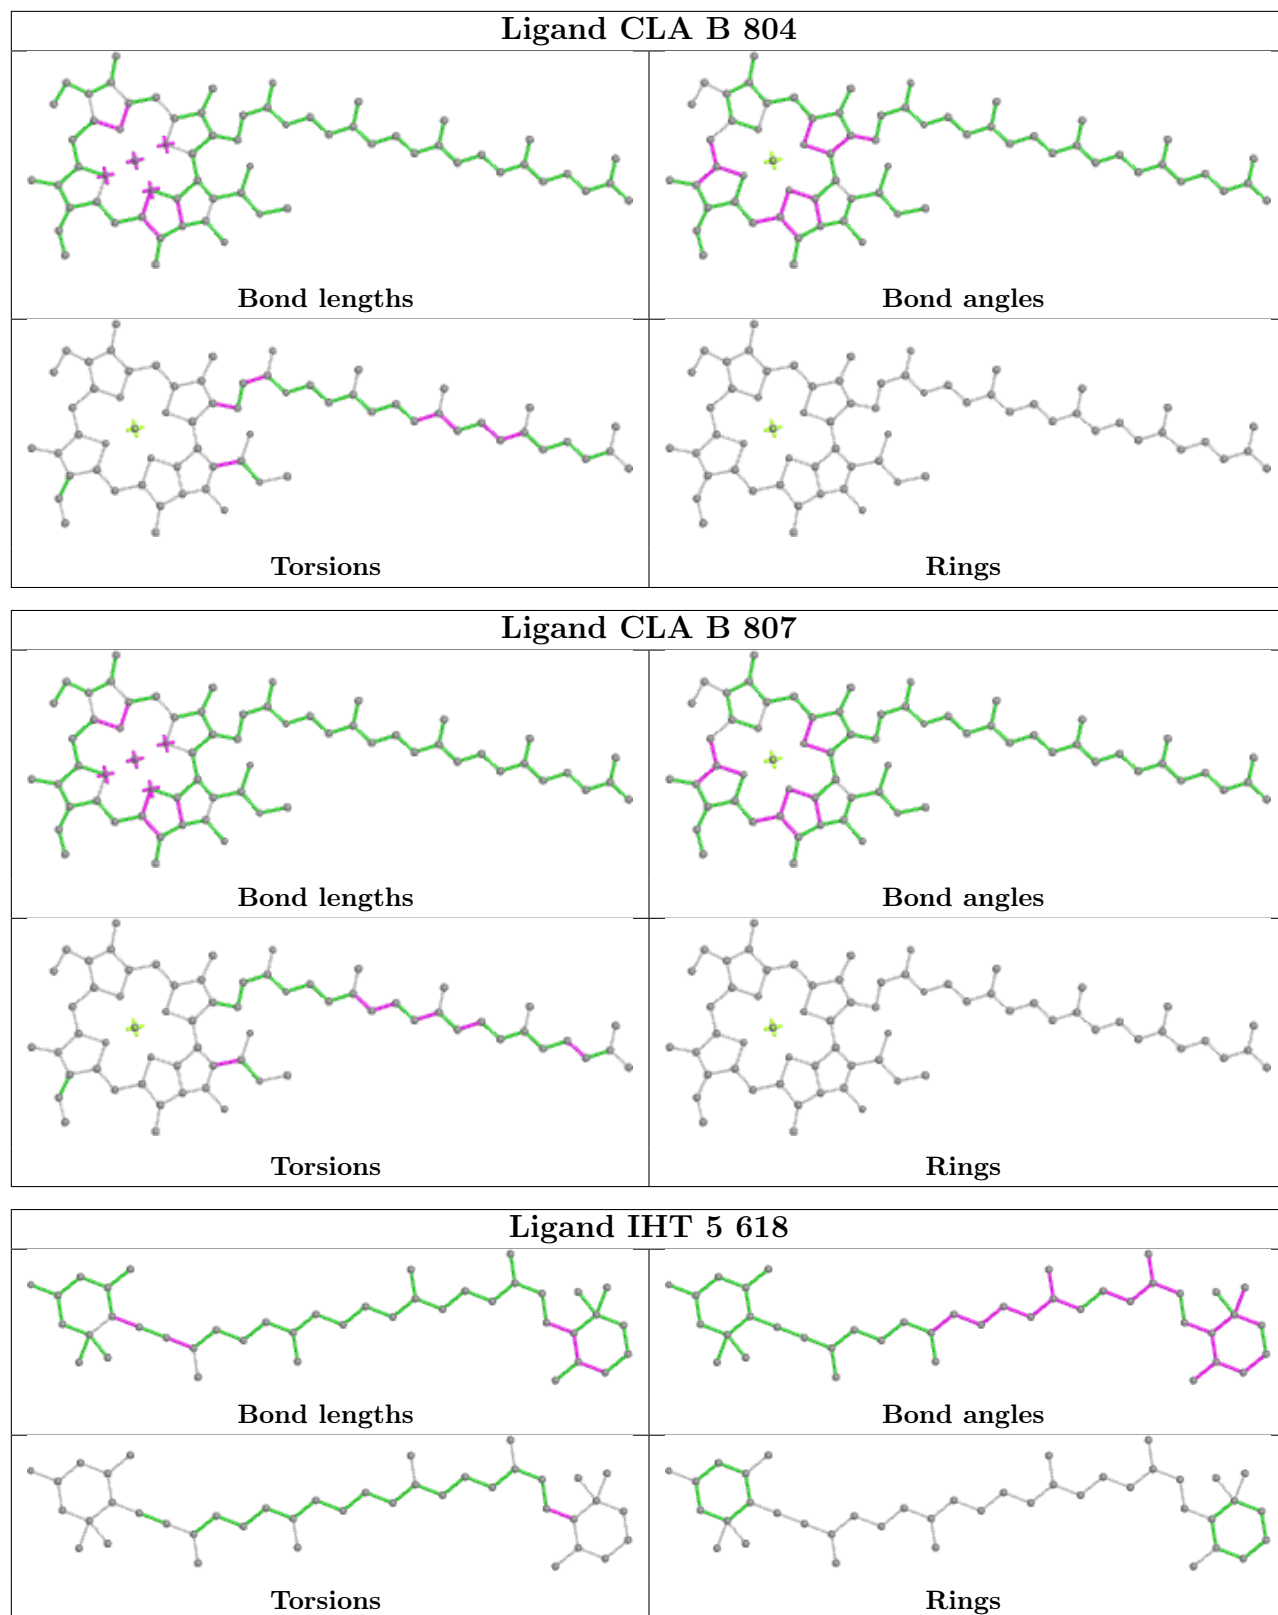 Ligand CLA B 804
Bond lengths
Bond angles
Torsions
Rings
Ligand CLA B 807
Bond lengths
Bond angles
Torsions
Rings
Ligand IHT 5 618
Bond lengths
Bond angles
Torsions
Rings